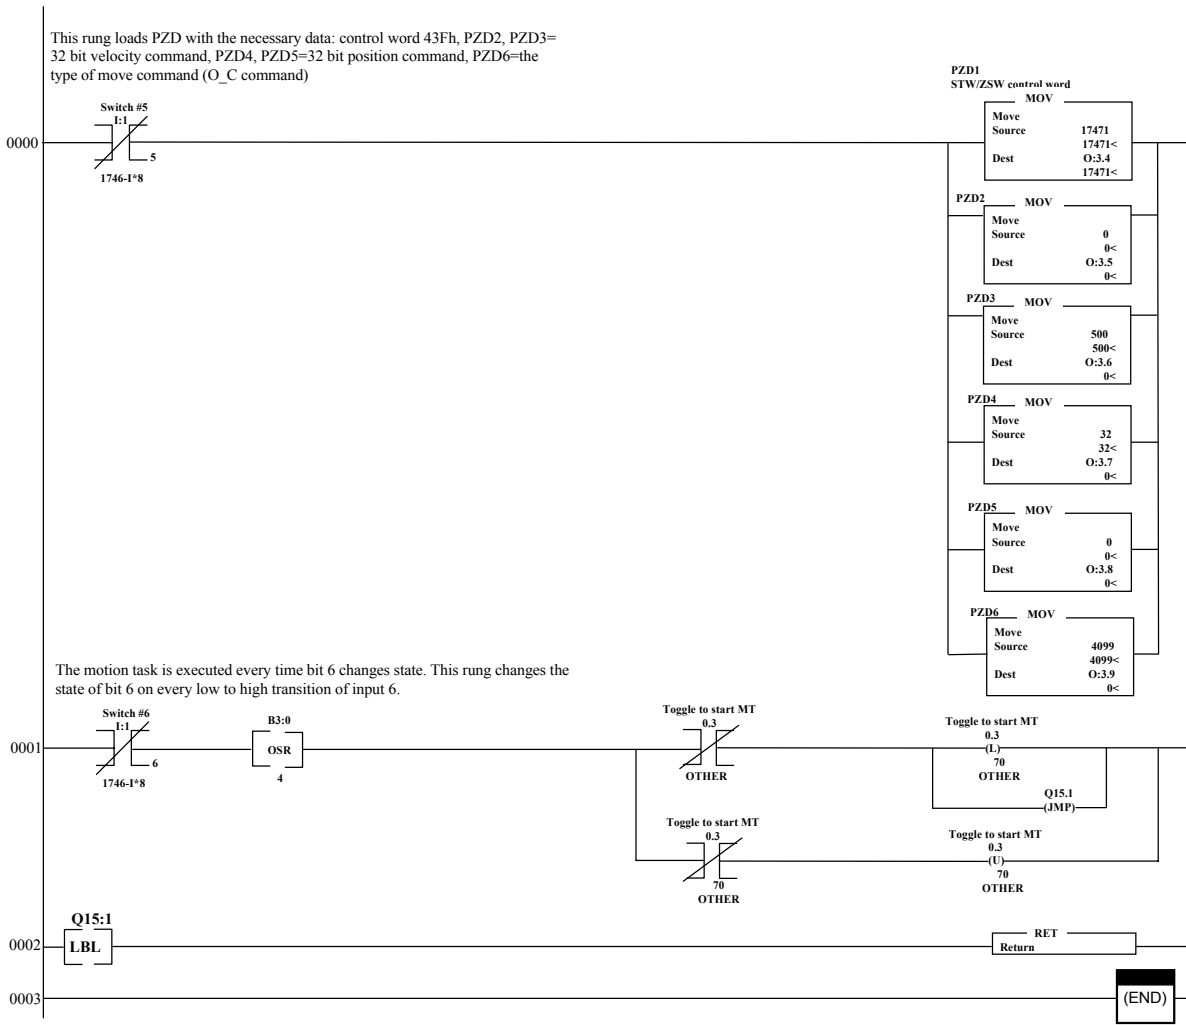 This rung loads PZD with the necessary data: control word 43Fh, PZD2, PZD3=
32 bit velocity command, PZD4, PZD5=32 bit position command, PZD6=the
type of move command (O_C command)
Switch #5
I:1
5
1746-I*8
0000
PZD1
STW/ZSW control word
MOV
Move
Source 17471
17471<
Dest O:3.4
17471<
PZD2
MOV
Move
Source 0
0<
Dest O:3.5
0<
PZD3
MOV
Move
Source 500
500<
Dest O:3.6
0<
PZD4
MOV
Move
Source 32
32<
Dest O:3.7
0<
PZD5
MOV
Move
Source 0
0<
Dest O:3.8
0<
PZD6
MOV
Move
Source 4099
4099<
Dest O:3.9
0<
The motion task is executed every time bit 6 changes state. This rung changes the
state of bit 6 on every low to high transition of input 6.
0001
Switch #6
I:1
6
1746-I*8
B3:0
OSR
4
Toggle to start MT
0.3
OTHER
Toggle to start MT
0.3
(L)
70
OTHER
Q15.1
(JMP)
Toggle to start MT
0.3
70
OTHER
Toggle to start MT
0.3
(U)
70
OTHER
0002
Q15:1
LBL
RET
Return
0003
(END)